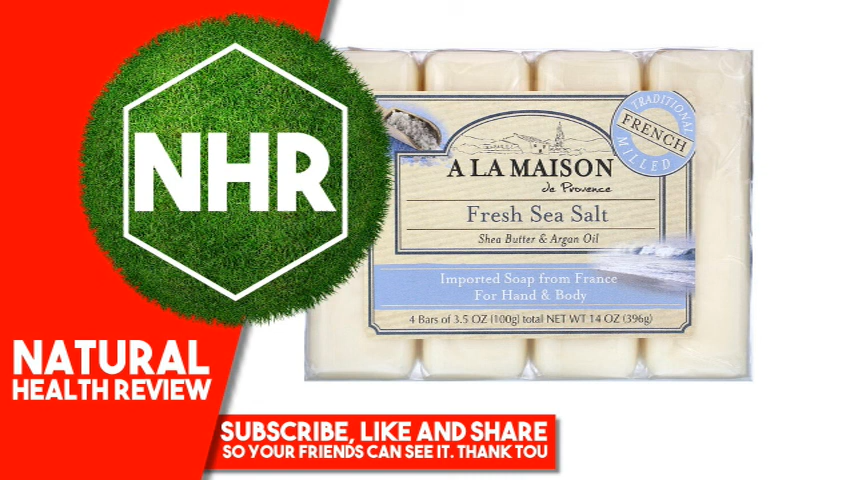 NHR
NATURAL
HEALTH REVIEW
TRADITIONAL
FRENCH
MILLED
A LA MAISON
de Provence
Fresh Sea Salt
Shea Butter & Argan Oil
Imported Soap from France
For Hand & Body
4 Bars of 3.5 OZ (100g) total NET WT 14 OZ (396g)
SUBSCRIBE, LIKE AND SHARE
SO YOUR FRIENDS CAN SEE IT. THANK TOU